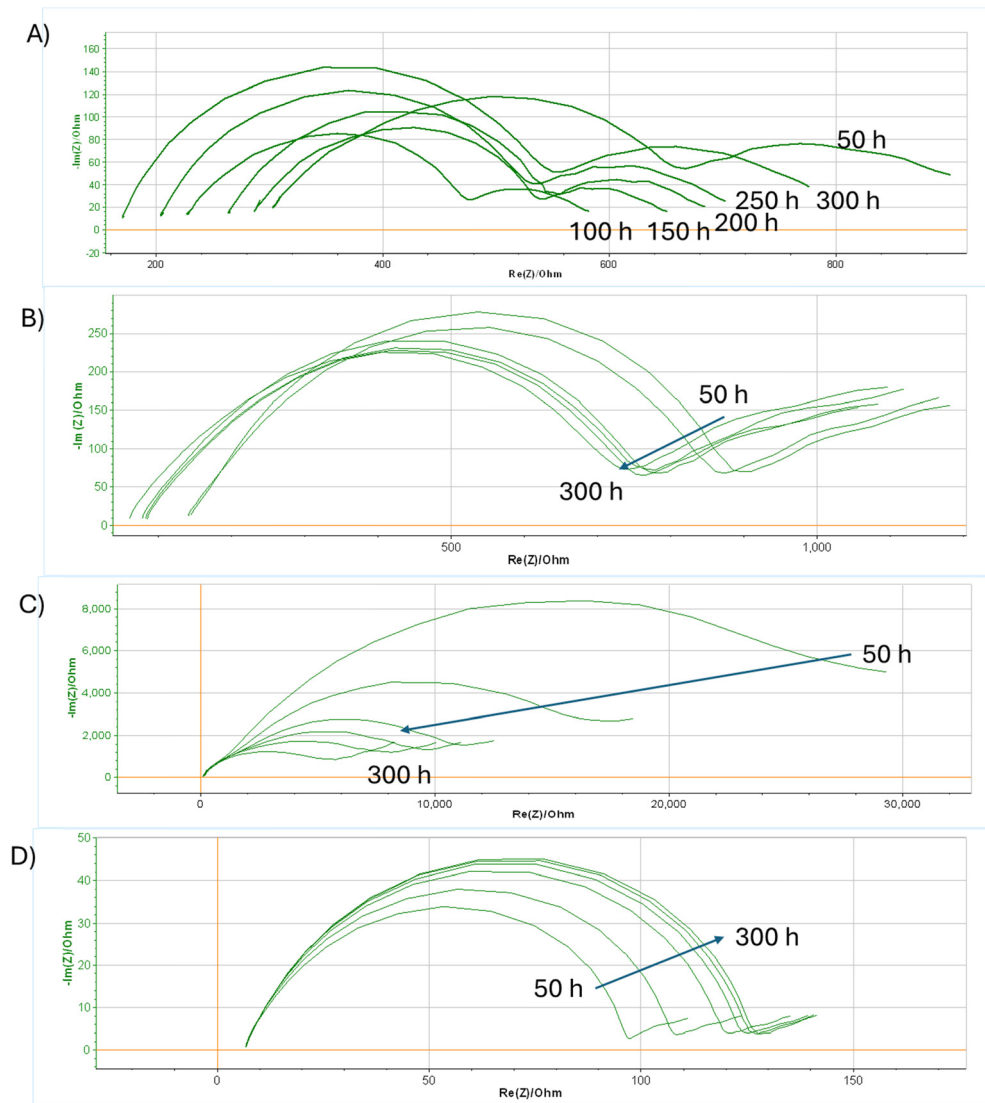 A)
-Im(Z)/Ohm
160
140
120
100
80
60
40
20
0
-20
50 h
250 h 300 h
200 h
100 h 150 h
200 400 600 800
Re(Z)/Ohm
B)
-Im (Z)/Ohm
250
200
150
100
50
0
50 h
300 h
500 1,000
Re(Z)/Ohm
C)
-Im(Z)/Ohm
8,000
6,000
4,000
2,000
0
50 h
300 h
0 10,000 20,000 30,000
Re(Z)/Ohm
D)
-Im(Z)/Ohm
50
40
30
20
10
0
300 h
50 h
0 50 100 150
Re(Z)/Ohm